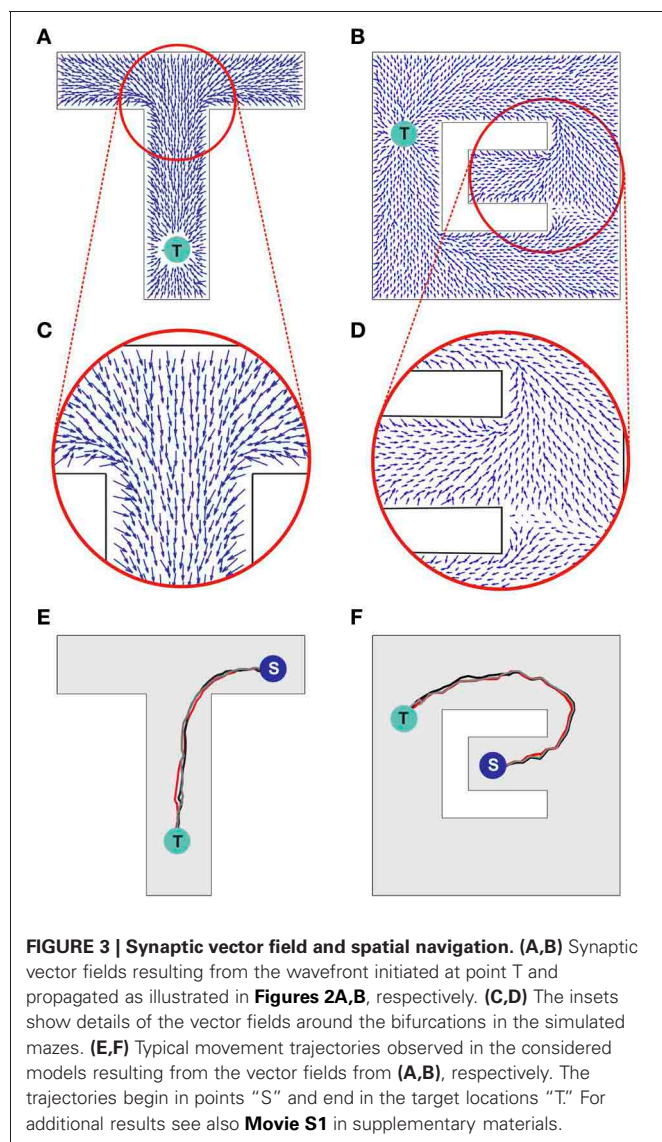 A
B
T
T
C
D
E
F
S
T
T
S
FIGURE 3 | Synaptic vector field and spatial navigation. (A,B) Synaptic
vector fields resulting from the wavefront initiated at point T and
propagated as illustrated in Figures 2A,B, respectively. (C,D) The insets
show details of the vector fields around the bifurcations in the simulated
mazes. (E,F) Typical movement trajectories observed in the considered
models resulting from the vector fields from (A,B), respectively. The
trajectories begin in points “S” and end in the target locations “T.” For
additional results see also Movie S1 in supplementary materials.